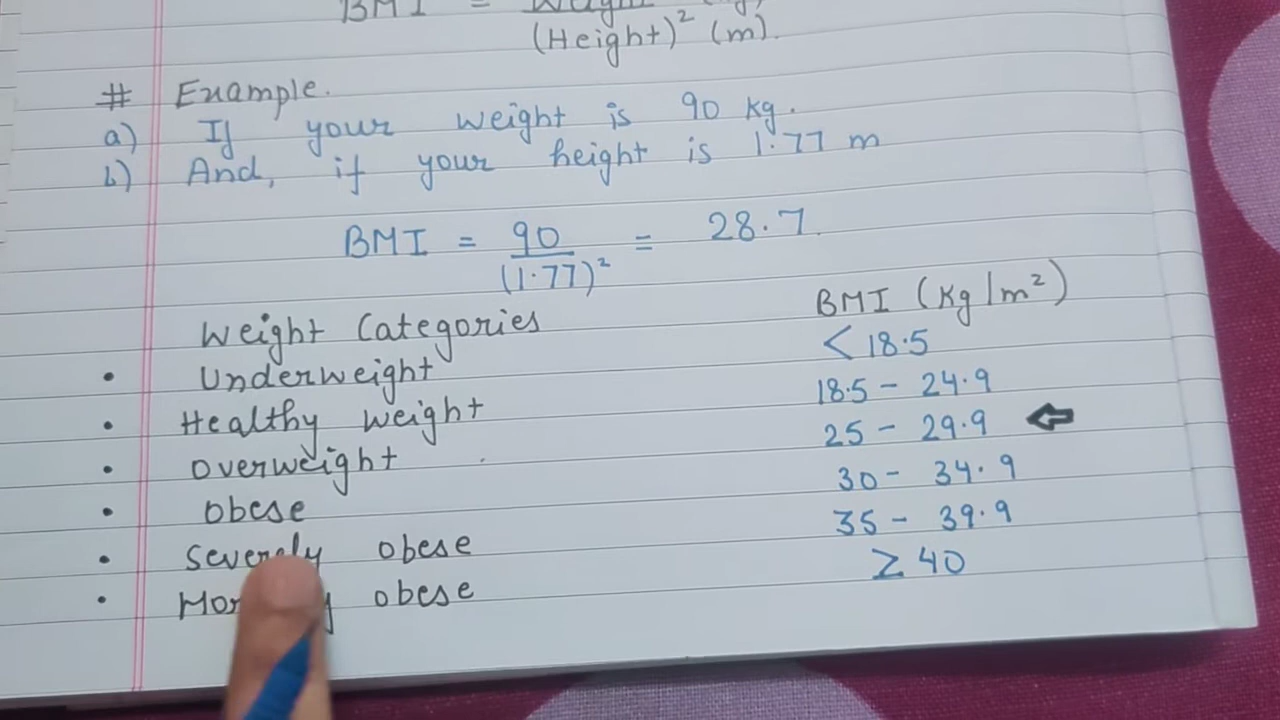 BMI =
(Height)² (m).
# Example.
a) If your weight is 90 kg.
b) And, if your height is 1.77 m
BMI = 90 / (1.77)² = 28.7
Weight Categories BMI (Kg/m²)
• Underweight < 18.5
• Healthy weight 18.5 - 24.9
• Overweight 25 - 29.9
• Obese 30 - 34.9
• Severely obese 35 - 39.9
• obese ≥ 40